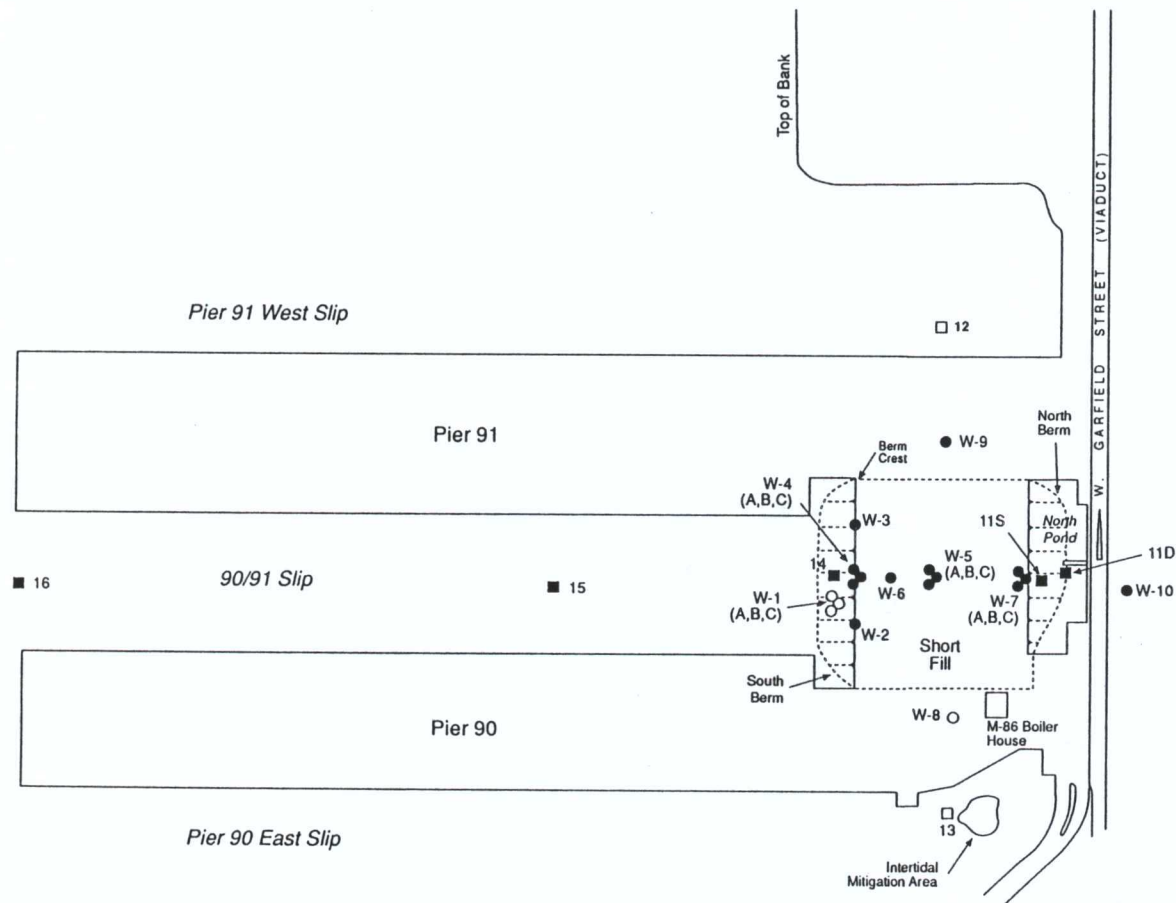 Top of Bank
W. GARFIELD STREET (VIADUCT)
Pier 91 West Slip
12
Pier 91
W-9
North
Berm
Berm
Crest
W-4
(A,B,C)
W-3
11S
North
Pond
11D
16
90/91 Slip
15
14
W-5
(A,B,C)
W-6
W-7
(A,B,C)
W-10
W-1
(A,B,C)
W-2
Short
Fill
South
Berm
Pier 90
W-8
M-86 Boiler
House
Pier 90 East Slip
13
Intertidal
Mitigation Area